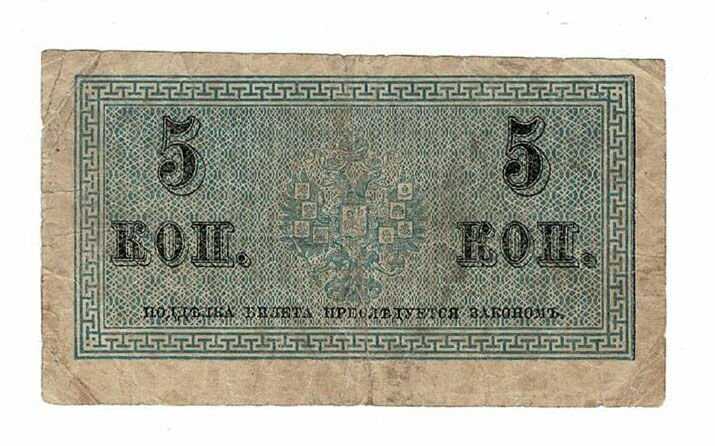 5 5
КОП. КОП.
ПОДДѢЛКА БИЛЕТА ПРЕСЛѢДУЕТСЯ ЗАКОНОМЪ.